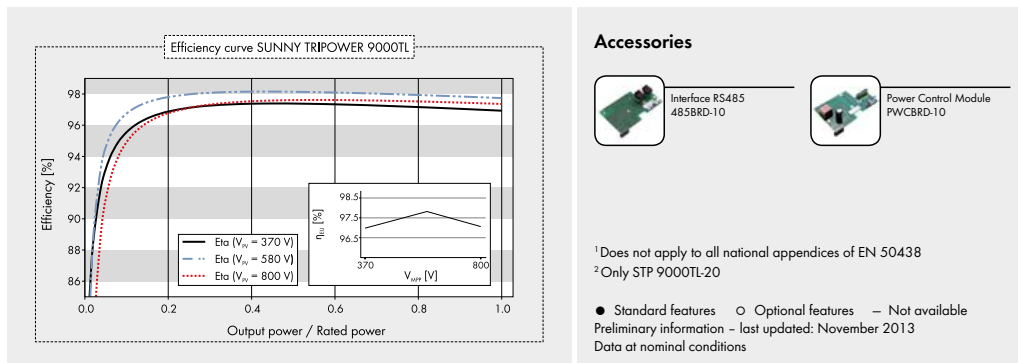 Efficiency curve SUNNY TRIPOWER 9000TL
Efficiency [%]
98
96
94
92
90
88
86
0.0 0.2 0.4 0.6 0.8 1.0
Output power / Rated power
Eta (VPV = 370 V)
Eta (VPV = 580 V)
Eta (VPV = 800 V)
ηEU [%]
98.5
97.5
96.5
370 800
VMPP [V]
Accessories
Interface RS485
485BRD-10
Power Control Module
PWCBRD-10
1 Does not apply to all national appendices of EN 50438
2 Only STP 9000TL-20
● Standard features ○ Optional features — Not available
Preliminary information – last updated: November 2013
Data at nominal conditions